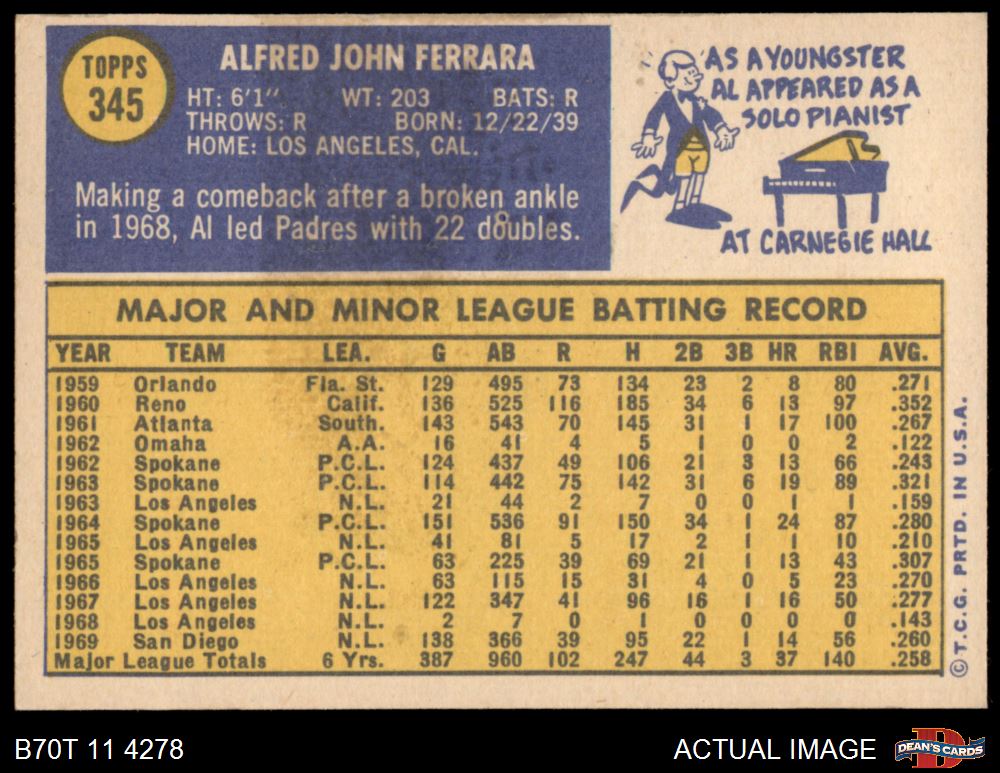 TOPPS
345
ALFRED JOHN FERRARA
HT: 6'1" WT: 203 BATS: R
THROWS: R BORN: 12/22/39
HOME: LOS ANGELES, CAL.
Making a comeback after a broken ankle
in 1968, Al led Padres with 22 doubles.
AS A YOUNGSTER
AL APPEARED AS A
SOLO PIANIST
AT CARNEGIE HALL
MAJOR AND MINOR LEAGUE BATTING RECORD
YEAR TEAM LEA. G AB R H 2B 3B HR RBI AVG.
1959 Orlando Fla. St. 129 495 73 134 23 2 8 80 .271
1960 Reno Calif. 136 525 116 185 34 6 13 97 .352
1961 Atlanta South. 143 543 70 145 31 1 17 100 .267
1962 Omaha A.A. 16 41 4 5 1 0 0 2 .122
1962 Spokane P.C.L. 124 437 49 106 21 3 13 66 .243
1963 Spokane P.C.L. 114 442 75 142 31 6 19 89 .321
1963 Los Angeles N.L. 21 44 2 7 0 0 1 1 .159
1964 Spokane P.C.L. 151 536 91 150 34 1 24 87 .280
1965 Los Angeles N.L. 41 81 5 17 2 1 1 10 .210
1965 Spokane P.C.L. 63 225 39 69 21 1 13 43 .307
1966 Los Angeles N.L. 63 115 15 31 4 0 5 23 .270
1967 Los Angeles N.L. 122 347 41 96 16 1 16 50 .277
1968 Los Angeles N.L. 2 7 0 1 0 0 0 0 .143
1969 San Diego N.L. 138 366 39 95 22 1 14 56 .260
Major League Totals 6 Yrs. 387 960 102 247 44 3 37 140 .258
© T.C.G. PRTD. IN U.S.A.
B70T 11 4278
ACTUAL IMAGE
DEAN'S CARDS